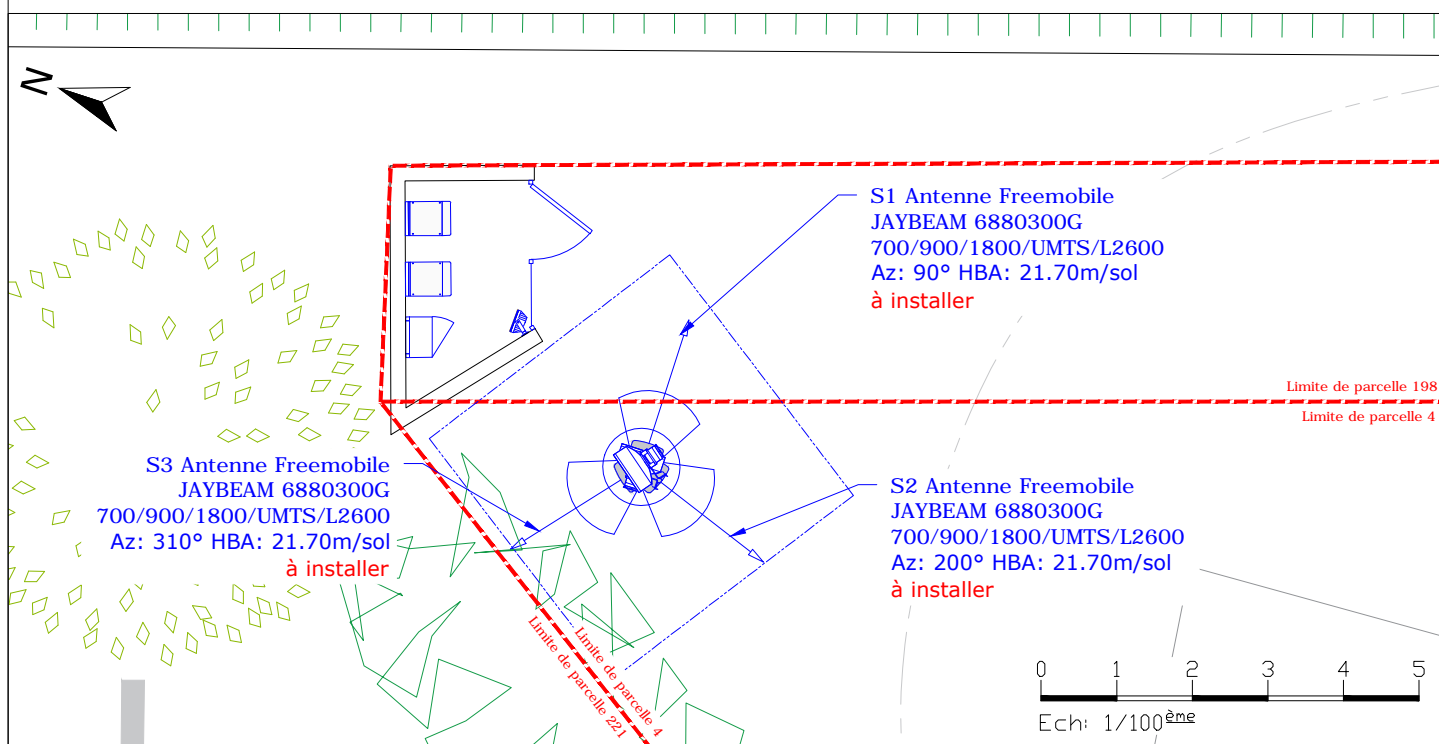 N
S1 Antenne Freemobile
JAYBEAM 6880300G
700/900/1800/UMTS/L2600
Az: 90° HBA: 21.70m/sol
à installer
Limite de parcelle 198
Limite de parcelle 4
S3 Antenne Freemobile
JAYBEAM 6880300G
700/900/1800/UMTS/L2600
Az: 310° HBA: 21.70m/sol
à installer
S2 Antenne Freemobile
JAYBEAM 6880300G
700/900/1800/UMTS/L2600
Az: 200° HBA: 21.70m/sol
à installer
Limite de parcelle 4
Limite de parcelle 221
0 1 2 3 4 5
Ech: 1/100ème